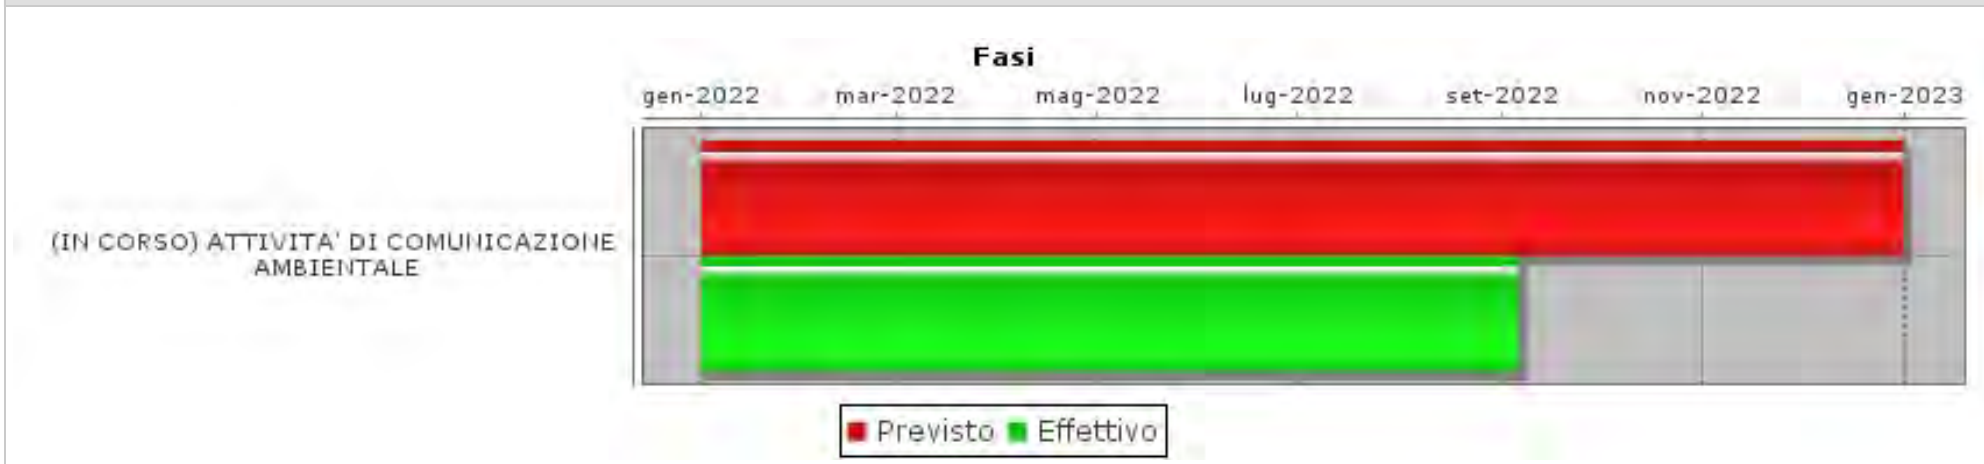 Fasi
gen-2022 mar-2022 mag-2022 lug-2022 set-2022 nov-2022 gen-2023
(IN CORSO) ATTIVITA' DI COMUNICAZIONE
AMBIENTALE
Previsto Effettivo